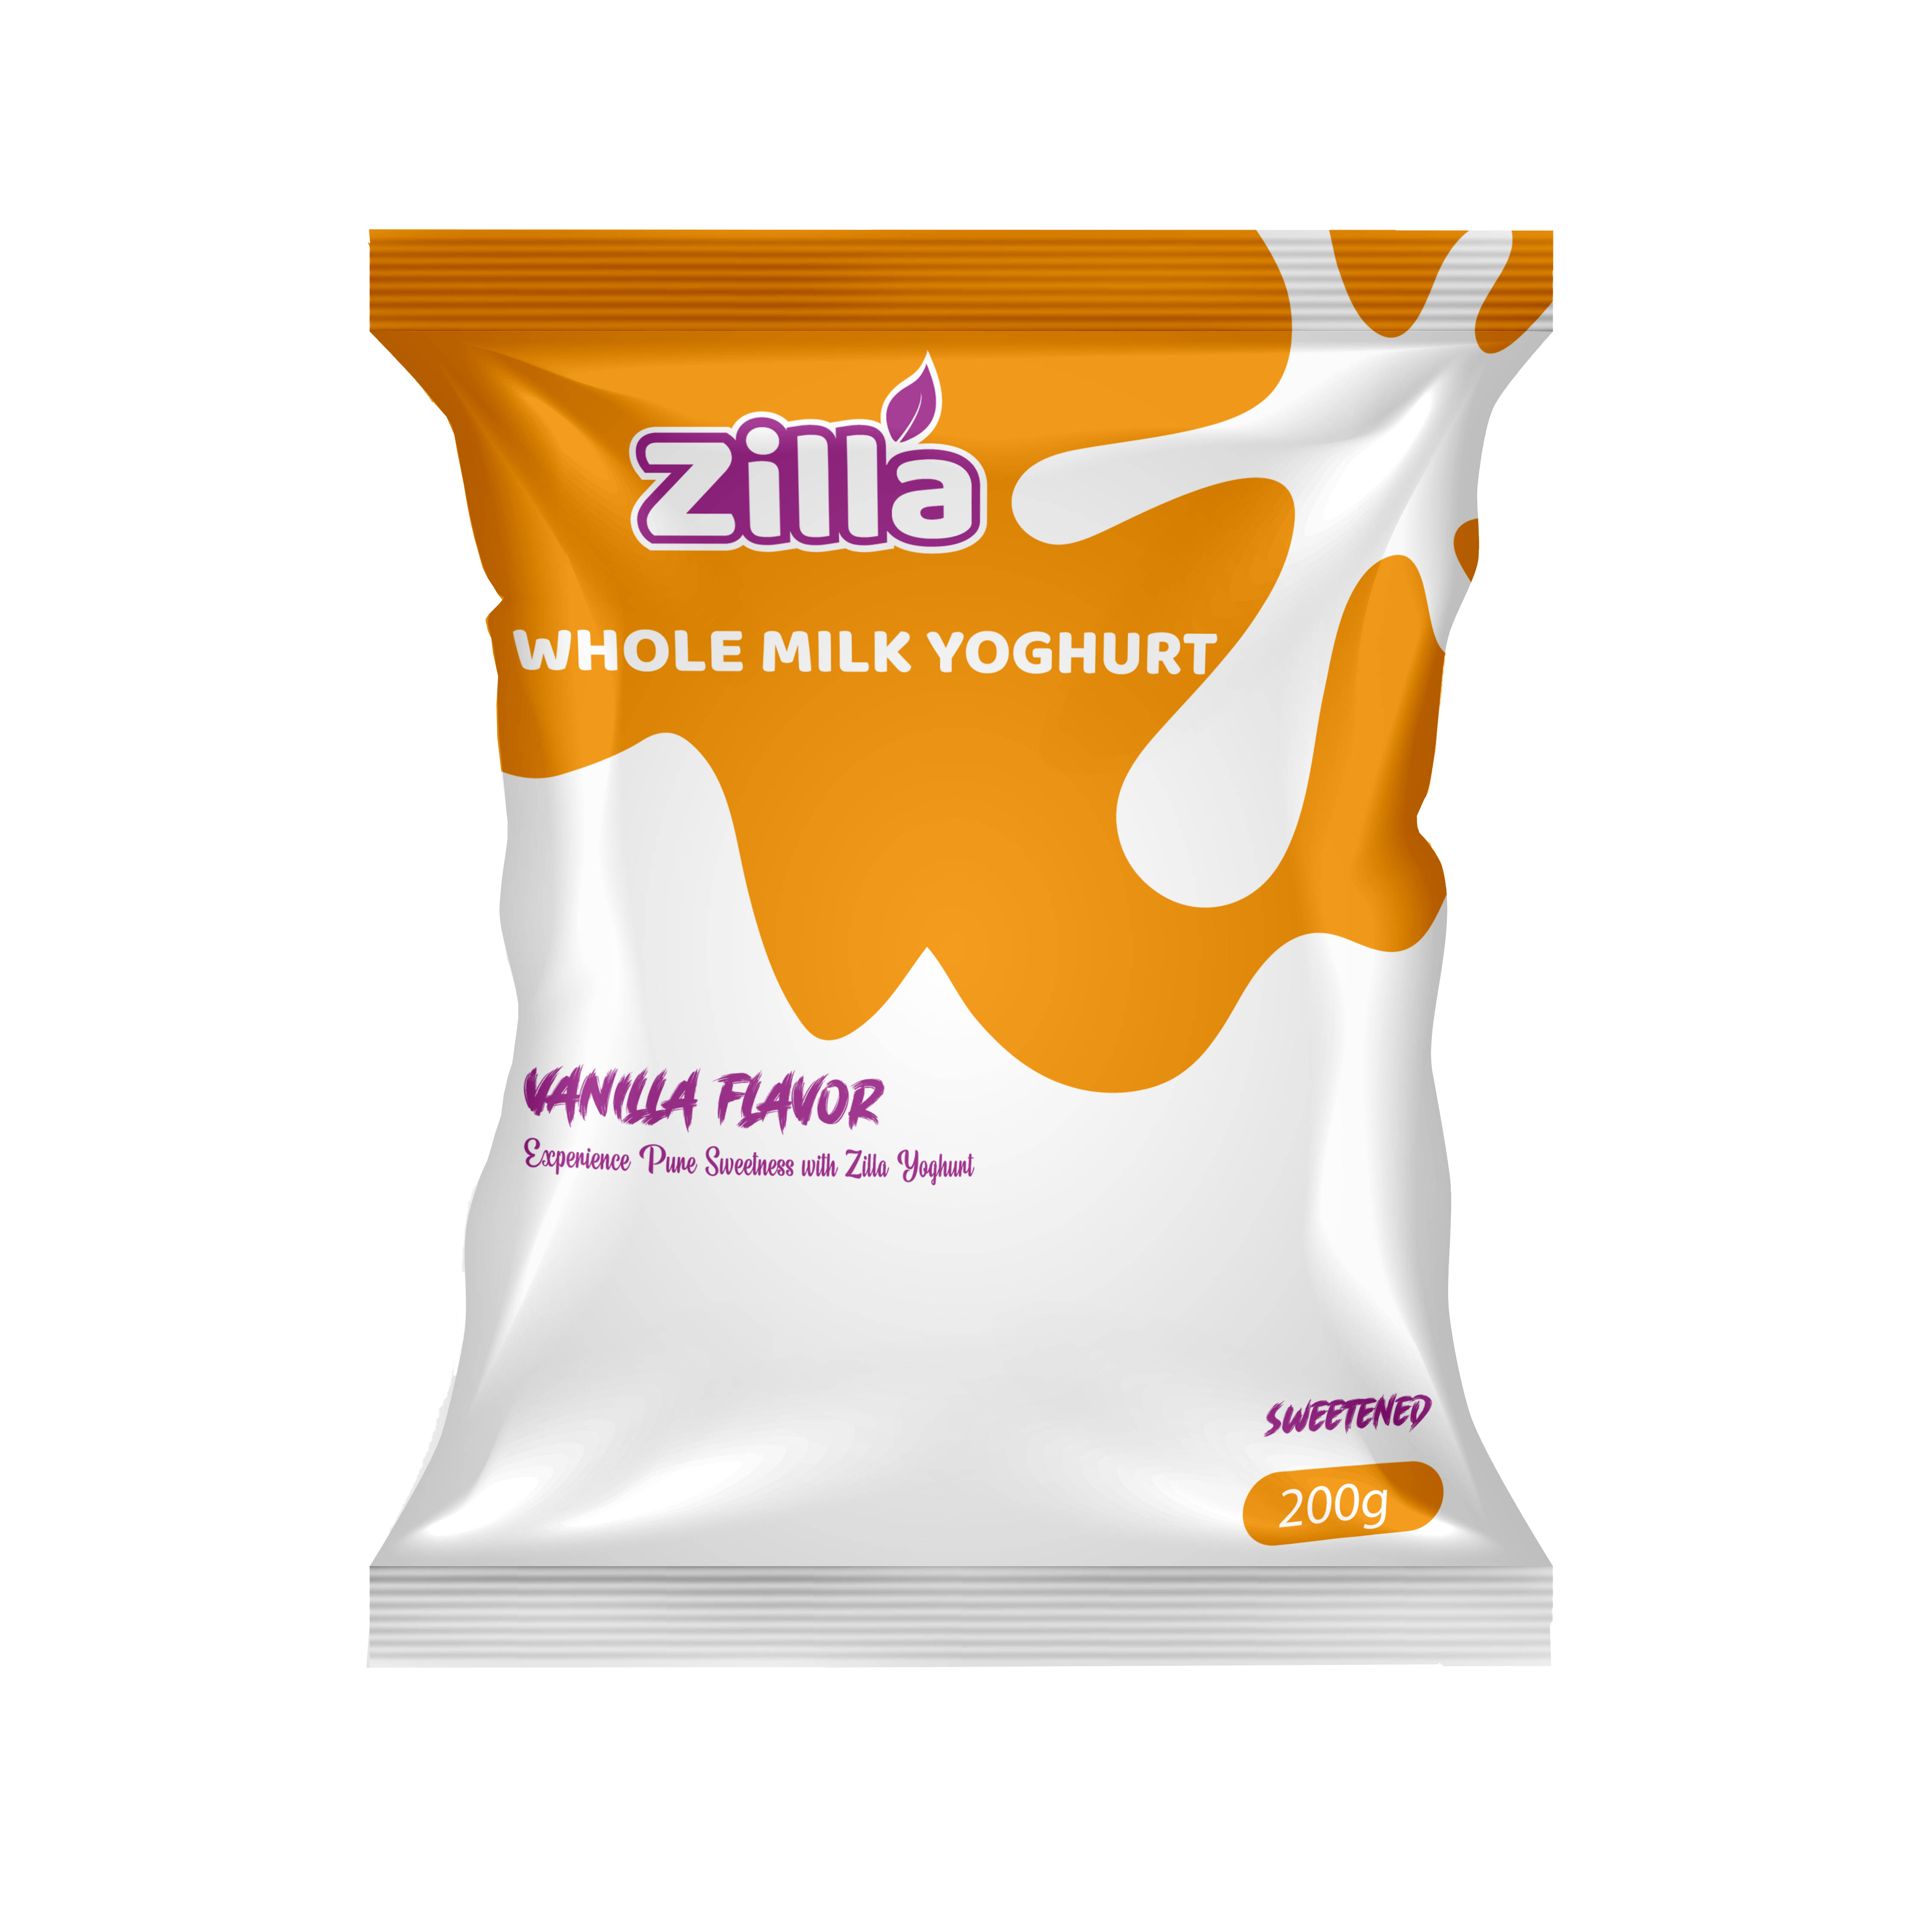 Zilla
WHOLE MILK YOGHURT
VANILLA FLAVOR
Experience Pure Sweetness with Zilla Yoghurt
SWEETENED
200g